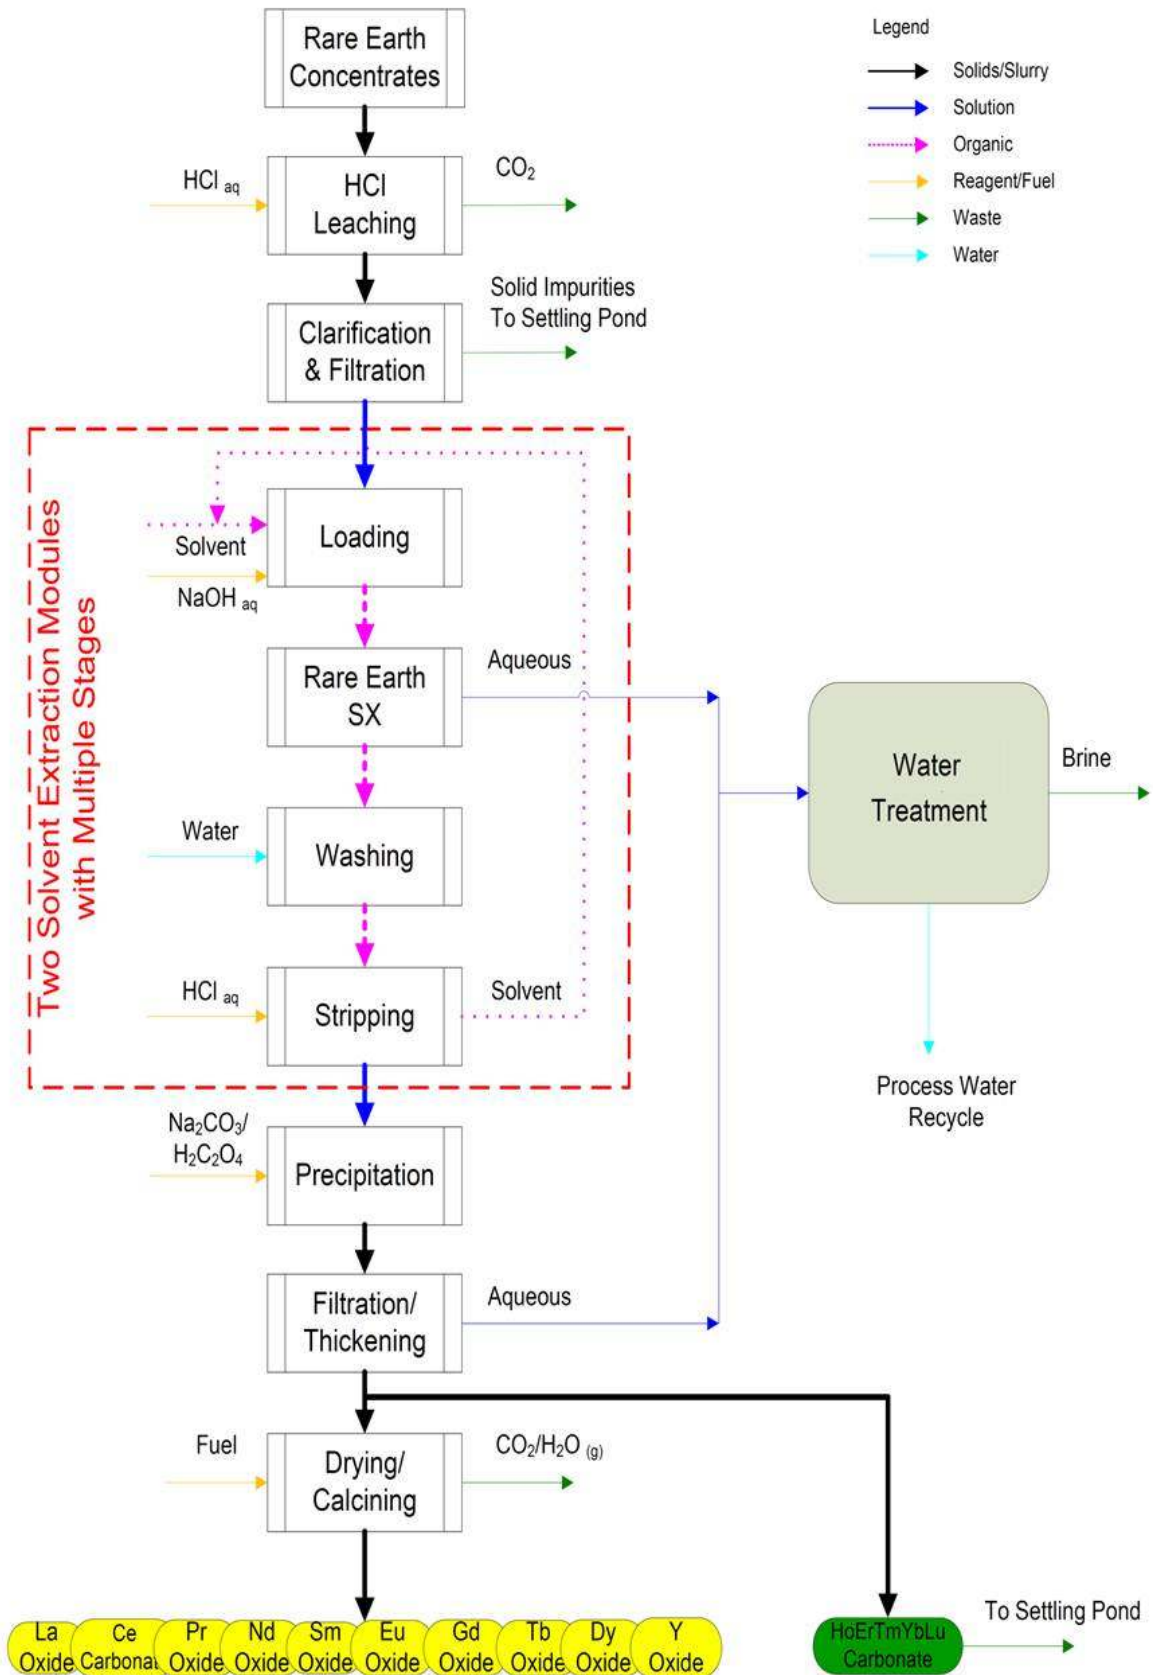 Rare Earth
Concentrates
Legend
Solids/Slurry
Solution
Organic
Reagent/Fuel
Waste
Water
HCl aq
HCl
Leaching
CO₂
Clarification
& Filtration
Solid Impurities
To Settling Pond
Two Solvent Extraction Modules
with Multiple Stages
Solvent
NaOH aq
Loading
Rare Earth
SX
Aqueous
Water
Treatment
Brine
Process Water
Recycle
Water
Washing
HCl aq
Stripping
Solvent
Na₂CO₃/
H₂C₂O₄
Precipitation
Filtration/
Thickening
Aqueous
Fuel
Drying/
Calcining
CO₂/H₂O (g)
La
Oxide
Ce
Carbonat
Pr
Oxide
Nd
Oxide
Sm
Oxide
Eu
Oxide
Gd
Oxide
Tb
Oxide
Dy
Oxide
Y
Oxide
HoErTmYbLu
Carbonate
To Settling Pond